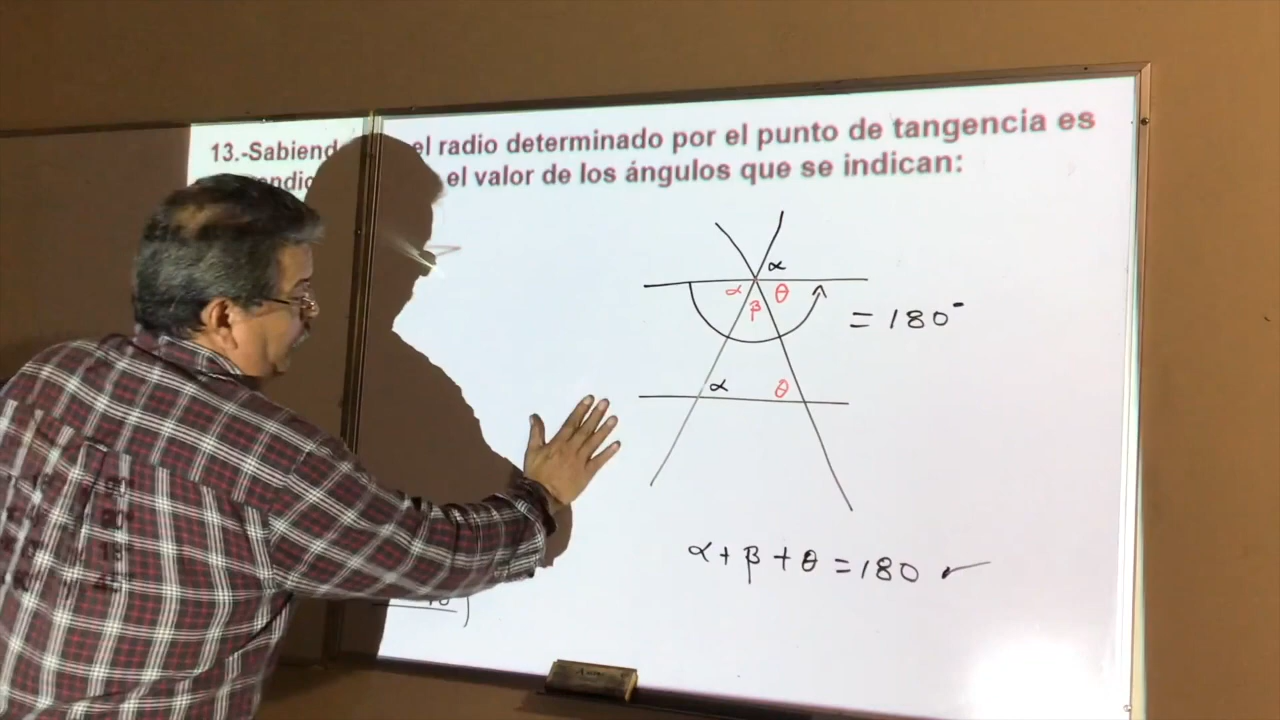 13.-Sabiend el radio determinado por el punto de tangencia es
endic el valor de los ángulos que se indican:
α
α β θ
= 180°
α θ
α + β + θ = 180 ✓